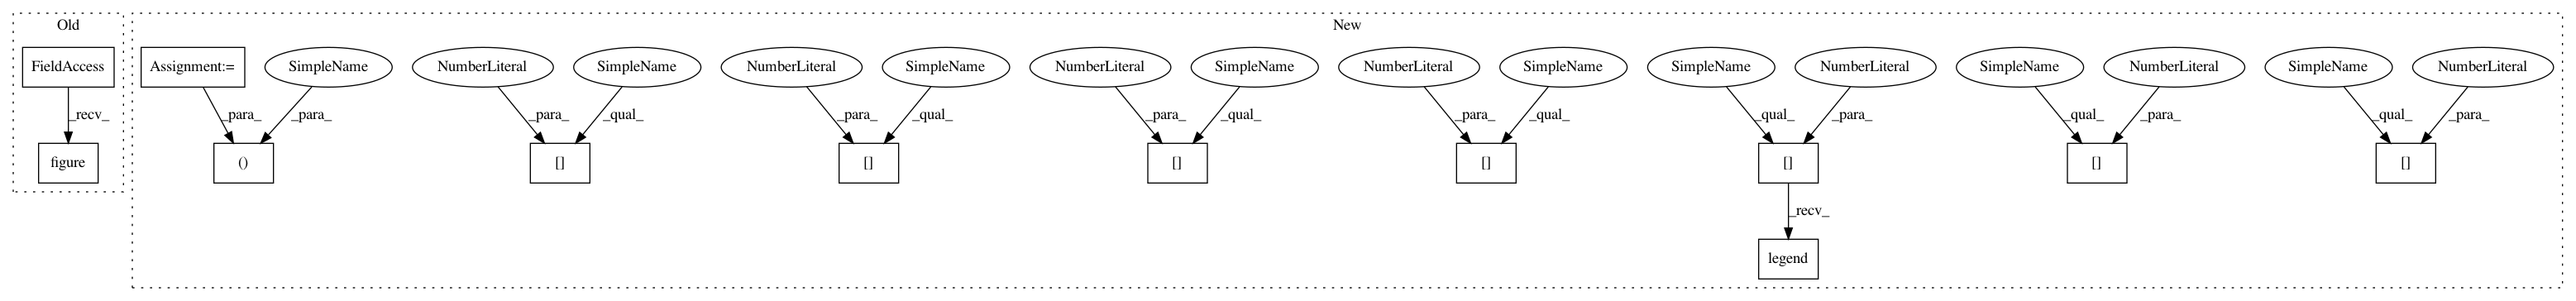 Old
New
FieldAccess
Assignment:=
SimpleName
NumberLiteral
SimpleName
NumberLiteral
SimpleName
NumberLiteral
SimpleName
NumberLiteral
SimpleName
SimpleName
NumberLiteral
SimpleName
NumberLiteral
SimpleName
NumberLiteral
_recv_
_para_
_para_
_para_
_qual_
_para_
_qual_
_para_
_qual_
_para_
_qual_
_qual_
_para_
_qual_
_para_
_qual_
_para_
figure
()
[]
[]
[]
[]
[]
[]
[]
_recv_
legend